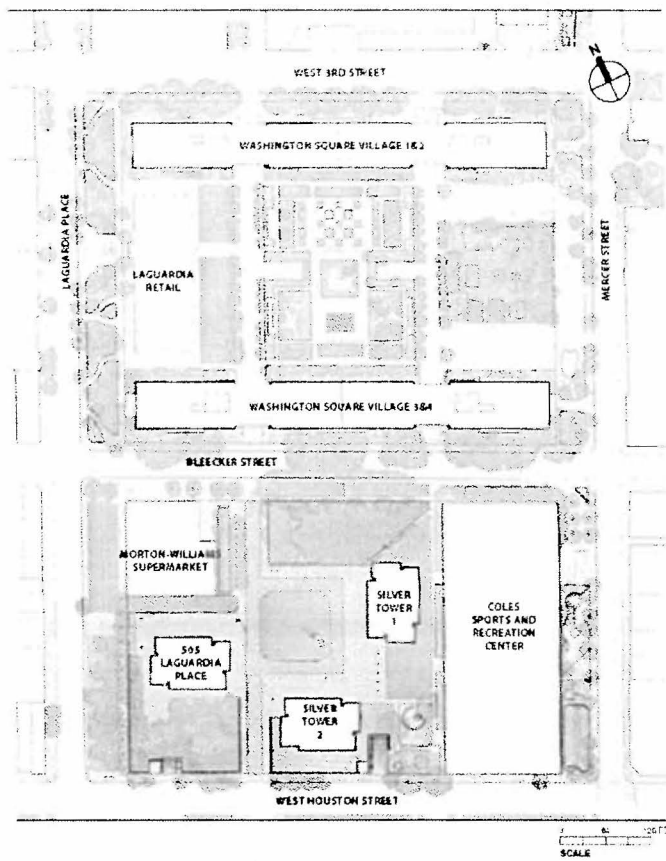 N
WEST 3RD STREET
WASHINGTON SQUARE VILLAGE 1&2
LAGUARDIA PLACE
MERCER STREET
LAGUARDIA
RETAIL
WASHINGTON SQUARE VILLAGE 3&4
BLEECKER STREET
MORTON-WILLIAMS
SUPERMARKET
SILVER
TOWER
1
COLES
SPORTS AND
RECREATION
CENTER
505
LAGUARDIA
PLACE
SILVER
TOWER
2
WEST HOUSTON STREET
SCALE